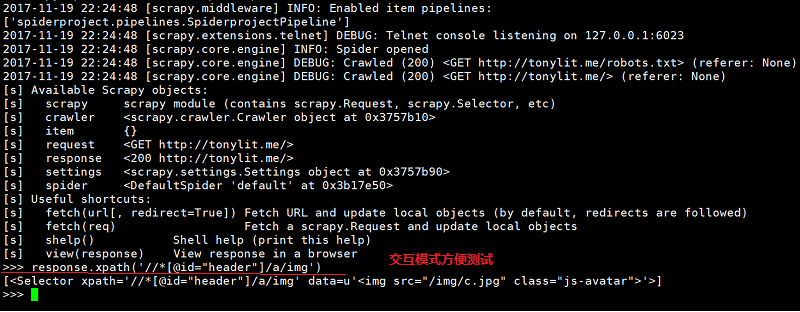 2017-11-19 22:24:48 [scrapy.middleware] INFO: Enabled item pipelines:
['spiderproject.pipelines.SpiderprojectPipeline']
2017-11-19 22:24:48 [scrapy.extensions.telnet] DEBUG: Telnet console listening on 127.0.0.1:6023
2017-11-19 22:24:48 [scrapy.core.engine] INFO: Spider opened
2017-11-19 22:24:48 [scrapy.core.engine] DEBUG: Crawled (200) <GET http://tonylit.me/robots.txt> (referer: None)
2017-11-19 22:24:48 [scrapy.core.engine] DEBUG: Crawled (200) <GET http://tonylit.me/> (referer: None)
[s] Available Scrapy objects:
[s]   scrapy     scrapy module (contains scrapy.Request, scrapy.Selector, etc)
[s]   crawler    <scrapy.crawler.Crawler object at 0x3757b10>
[s]   item       {}
[s]   request    <GET http://tonylit.me/>
[s]   response   <200 http://tonylit.me/>
[s]   settings   <scrapy.settings.Settings object at 0x3757b90>
[s]   spider     <DefaultSpider 'default' at 0x3b17e50>
[s] Useful shortcuts:
[s]   fetch(url[, redirect=True]) Fetch URL and update local objects (by default, redirects are followed)
[s]   fetch(req)                  Fetch a scrapy.Request and update local objects
[s]   shelp()           Shell help (print this help)
[s]   view(response)    View response in a browser
>>> response.xpath('//*[@id="header"]/a/img')
交互模式方便测试
[<Selector xpath='//*[@id="header"]/a/img' data=u'<img src="/img/c.jpg" class="js-avatar">'>]
>>>